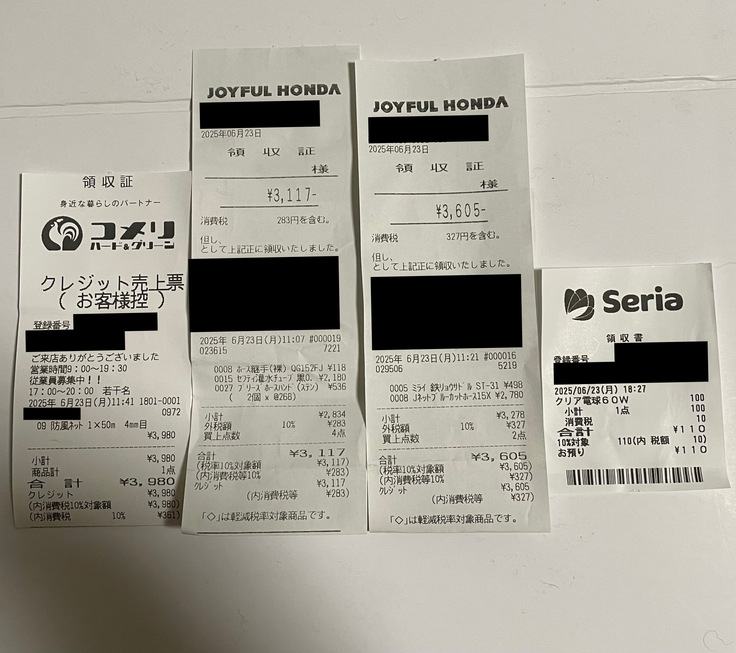 領収証
身近な暮らしのパートナー
コメリ
ハード&グリーン
クレジット売上票
( お客様控 )
登録番号
ご来店ありがとうございました
営業時間9:00~19:30
従業員募集中!!
17:00~20:00 若干名
2025年 6月23日(月)11:41 1801-0001
0972
09 防風ネット 1×50m 4mm目
¥3,980
小計 ¥3,980
商品計 1点
合 計 ¥3,980
クレジット ¥3,980
(内消費税10%対象額 ¥3,980)
(内消費税 10% ¥361)
JOYFUL HONDA
2025年06月23日
領 収 証
様
¥3,117-
消費税 283円を含む。
但し、
として上記正に領収いたしました。
2025年 6月23日(月)11:07 #000019
023615 7221
0008 ホース継手(裸) QG152FJ ¥118
0015 セフティ灌水チューブ 黒0. ¥2,180
0027 ブリーズ ホースバンド (ステン) ¥536
( 2個 x @268)
小計 ¥2,834
外税額 10% ¥283
買上点数 4点
合計 ¥3,117
(税率10%対象額 ¥3,117)
(内消費税等10% ¥283)
クレジット ¥3,117
(内消費税等 ¥283)
「◇」は軽減税率対象商品です。
JOYFUL HONDA
2025年06月23日
領 収 証
様
¥3,605-
消費税 327円を含む。
但し、
として上記正に領収いたしました。
2025年 6月23日(月)11:21 #000016
029506 5219
0005 ミライ 鉄リョウサドル ST-31 ¥498
0008 Jネットブルーカットホース15X ¥2,780
小計 ¥3,278
外税額 10% ¥327
買上点数 2点
合計 ¥3,605
(税率10%対象額 ¥3,605)
(内消費税等10% ¥327)
クレジット ¥3,605
(内消費税等 ¥327)
「◇」は軽減税率対象商品です。
Seria
領収書
登録番号
2025/06/23(月) 18:27
クリア電球60W 100
小計 1点 100
消費税 10
合計 ¥110
10%対象 110(内 税額 10)
お預り ¥110